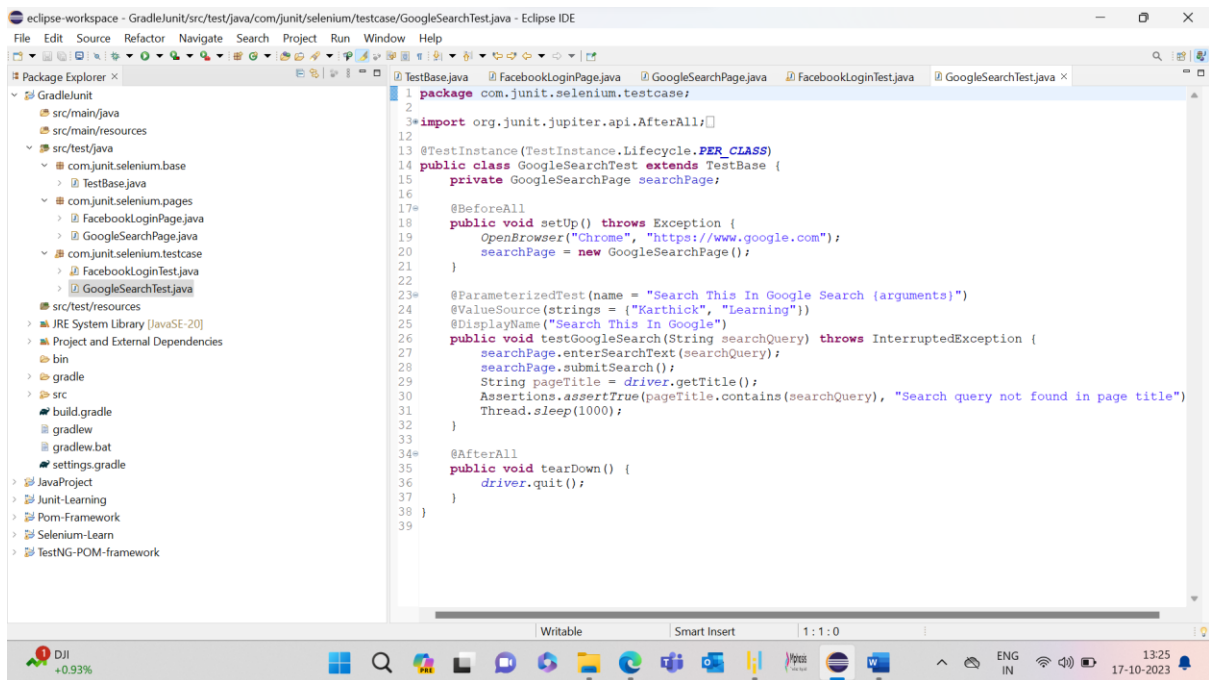 eclipse-workspace - GradleJunit/src/test/java/com/junit/selenium/testcase/GoogleSearchTest.java - Eclipse IDE
File Edit Source Refactor Navigate Search Project Run Window Help
Package Explorer
GradleJunit
src/main/java
src/main/resources
src/test/java
com.junit.selenium.base
TestBase.java
com.junit.selenium.pages
FacebookLoginPage.java
GoogleSearchPage.java
com.junit.selenium.testcase
FacebookLoginTest.java
GoogleSearchTest.java
src/test/resources
JRE System Library [JavaSE-20]
Project and External Dependencies
bin
gradle
src
build.gradle
gradlew
gradlew.bat
settings.gradle
JavaProject
Junit-Learning
Pom-Framework
Selenium-Learn
TestNG-POM-framework
TestBase.java FacebookLoginPage.java GoogleSearchPage.java FacebookLoginTest.java GoogleSearchTest.java
1 package com.junit.selenium.testcase;
2
3 import org.junit.jupiter.api.AfterAll;
12
13 @TestInstance(TestInstance.Lifecycle.PER_CLASS)
14 public class GoogleSearchTest extends TestBase {
15 private GoogleSearchPage searchPage;
16
17 @BeforeAll
18 public void setUp() throws Exception {
19 OpenBrowser("Chrome", "https://www.google.com");
20 searchPage = new GoogleSearchPage();
21 }
22
23 @ParameterizedTest(name = "Search This In Google Search {arguments}")
24 @ValueSource(strings = {"Karthick", "Learning"})
25 @DisplayName("Search This In Google")
26 public void testGoogleSearch(String searchQuery) throws InterruptedException {
27 searchPage.enterSearchText(searchQuery);
28 searchPage.submitSearch();
29 String pageTitle = driver.getTitle();
30 Assertions.assertTrue(pageTitle.contains(searchQuery), "Search query not found in page title")
31 Thread.sleep(1000);
32 }
33
34 @AfterAll
35 public void tearDown() {
36 driver.quit();
37 }
38 }
39
Writable Smart Insert 1 : 1 : 0
1 DJI
+0.93%
PRE
Mphasis
ENG
IN
13:25
17-10-2023